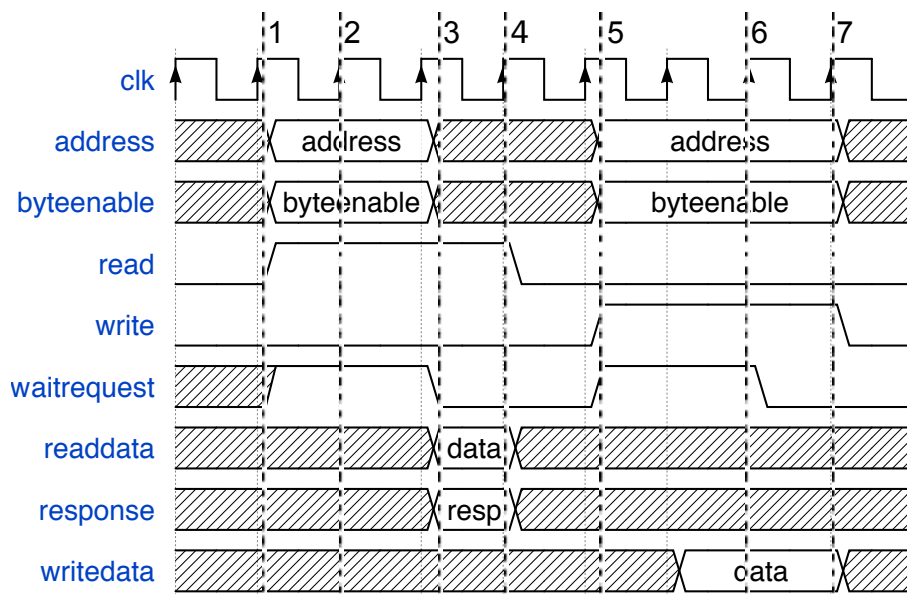 1 2 3 4 5 6 7
clk
address address address
byteenable byteenable byteenable
read
write
waitrequest
readdata data
response resp
writedata data